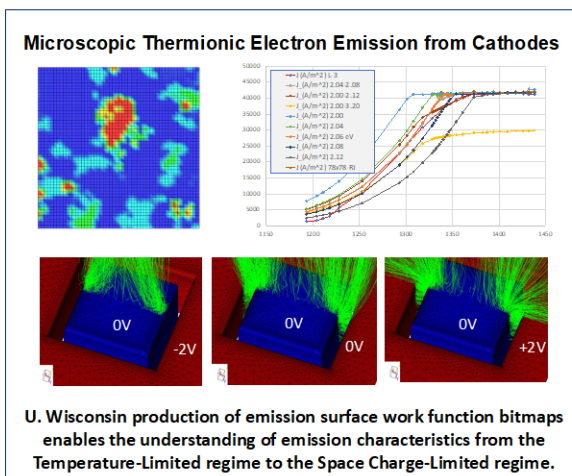 Microscopic Thermionic Electron Emission from Cathodes
50000
45000
40000
35000
30000
25000
20000
15000
10000
5000
0
J (A/m^2) L-3
J_(A/m^2) 2.04-2.08
J_(A/m^2) 2.00-2.12
J_(A/m^2) 2.00-3.20
J_(A/m^2) 2.00
J_(A/m^2) 2.04
J_(A/m^2) 2.06 eV
J_(A/m^2) 2.08
J_(A/m^2) 2.12
J (A/m^2) 78x78-RJ
1150 1200 1250 1300 1350 1400 1450
0V -2V
0V 0V
0V +2V
U. Wisconsin production of emission surface work function bitmaps
enables the understanding of emission characteristics from the
Temperature-Limited regime to the Space Charge-Limited regime.